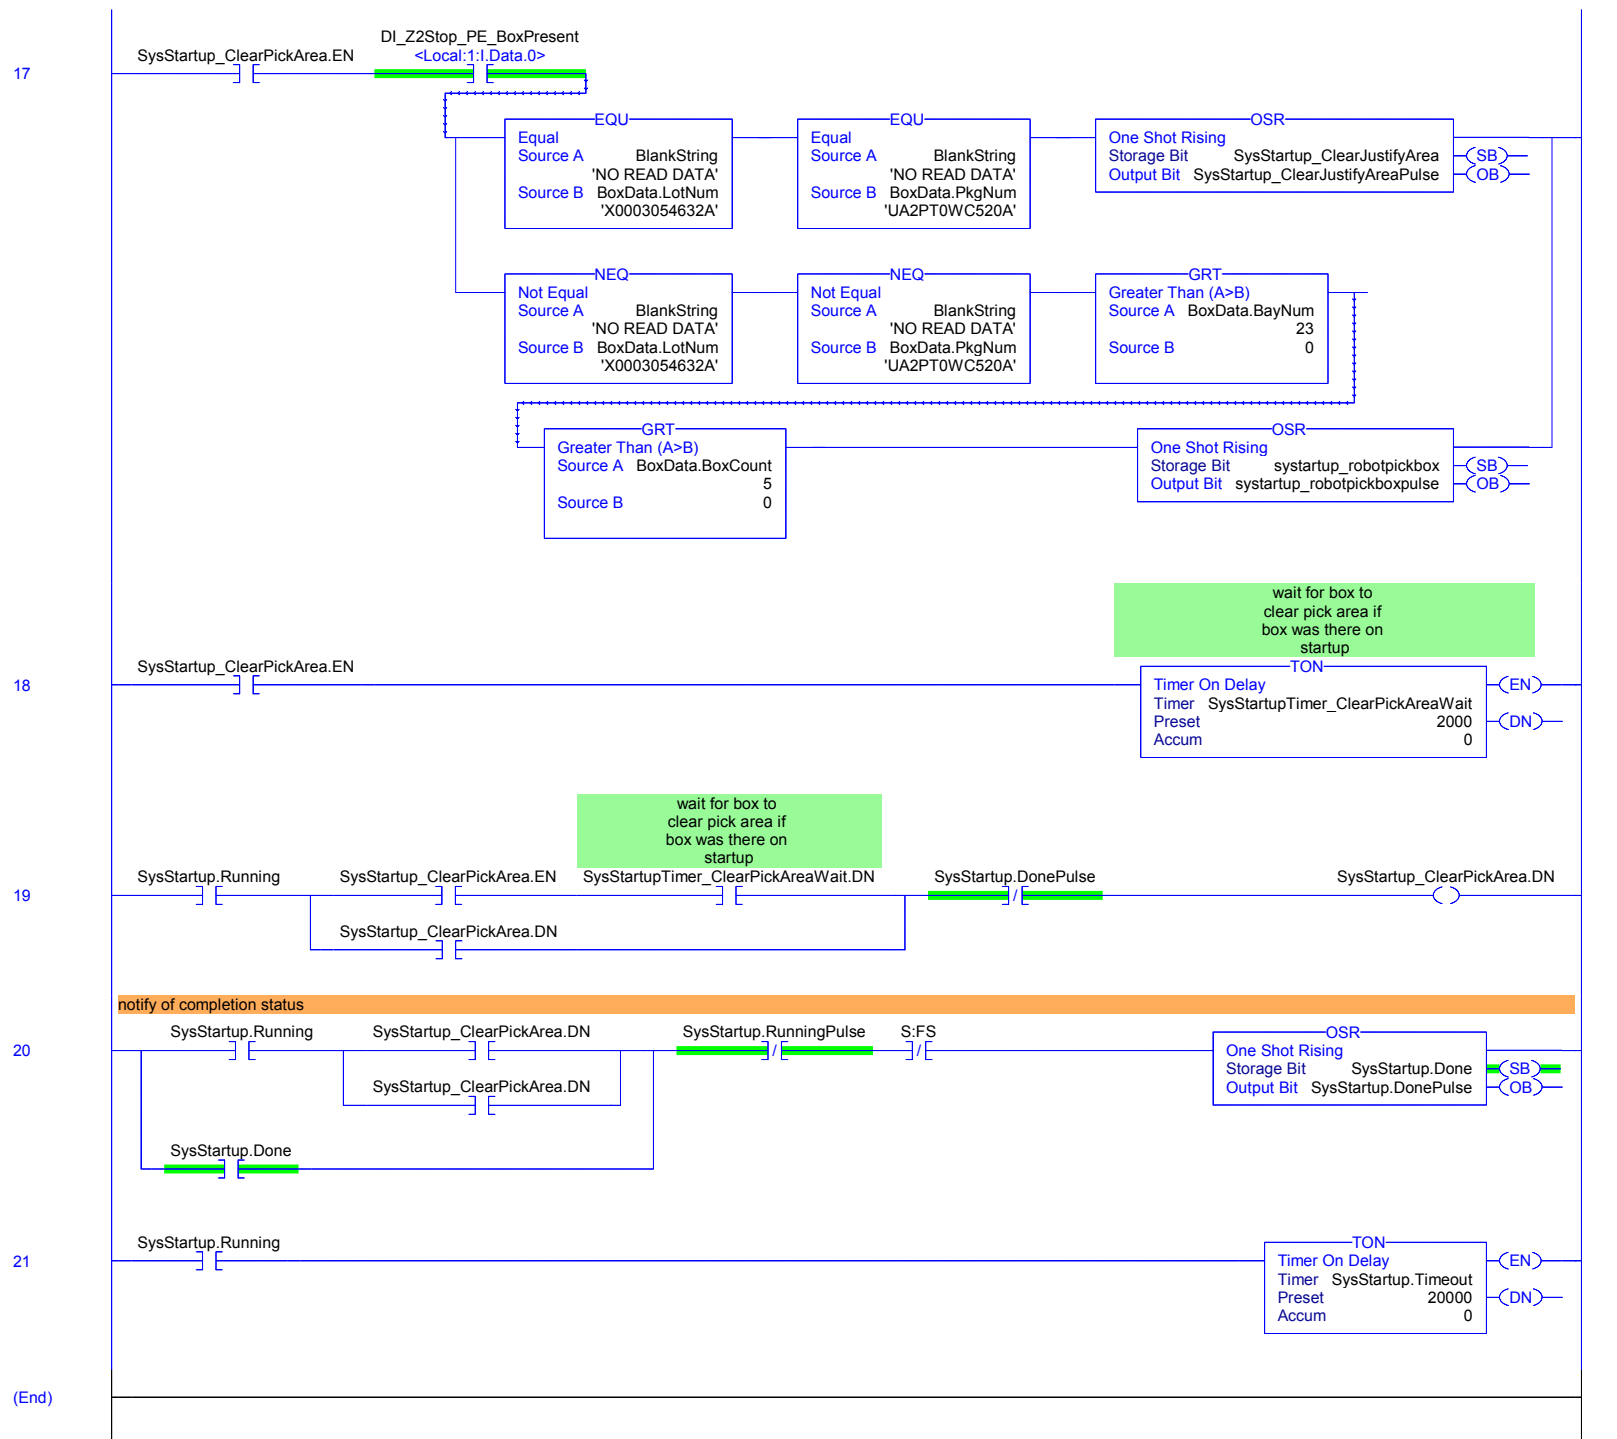 17
SysStartup_ClearPickArea.EN
DI_Z2Stop_PE_BoxPresent
<Local:1:I.Data.0>
EQU
Equal
Source A BlankString
'NO READ DATA'
Source B BoxData.LotNum
'X0003054632A'
EQU
Equal
Source A BlankString
'NO READ DATA'
Source B BoxData.PkgNum
'UA2PT0WC520A'
OSR
One Shot Rising
Storage Bit SysStartup_ClearJustifyArea
Output Bit SysStartup_ClearJustifyAreaPulse
SB
OB
NEQ
Not Equal
Source A BlankString
'NO READ DATA'
Source B BoxData.LotNum
'X0003054632A'
NEQ
Not Equal
Source A BlankString
'NO READ DATA'
Source B BoxData.PkgNum
'UA2PT0WC520A'
GRT
Greater Than (A>B)
Source A BoxData.BayNum
23
Source B 0
GRT
Greater Than (A>B)
Source A BoxData.BoxCount
5
Source B 0
OSR
One Shot Rising
Storage Bit systartup_robotpickbox
Output Bit systartup_robotpickboxpulse
SB
OB
18
SysStartup_ClearPickArea.EN
wait for box to
clear pick area if
box was there on
startup
TON
Timer On Delay
Timer SysStartupTimer_ClearPickAreaWait
Preset 2000
Accum 0
EN
DN
19
SysStartup.Running
SysStartup_ClearPickArea.EN
wait for box to
clear pick area if
box was there on
startup
SysStartupTimer_ClearPickAreaWait.DN
SysStartup.DonePulse
SysStartup_ClearPickArea.DN
SysStartup_ClearPickArea.DN
notify of completion status
20
SysStartup.Running
SysStartup_ClearPickArea.DN
SysStartup.RunningPulse
S:FS
SysStartup_ClearPickArea.DN
SysStartup.Done
OSR
One Shot Rising
Storage Bit SysStartup.Done
Output Bit SysStartup.DonePulse
SB
OB
21
SysStartup.Running
TON
Timer On Delay
Timer SysStartup.Timeout
Preset 20000
Accum 0
EN
DN
(End)